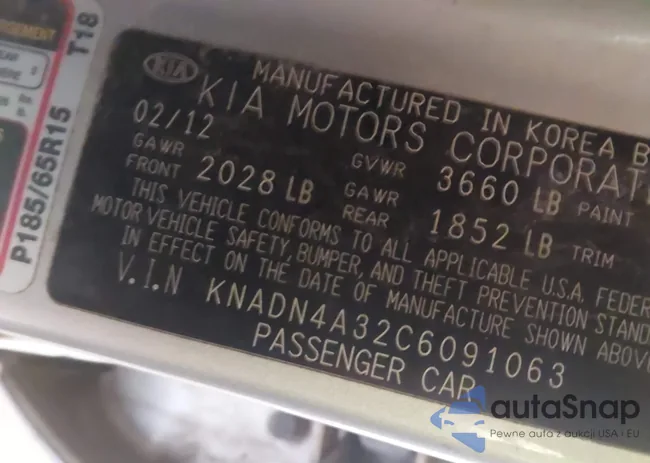 KIA
MANUFACTURED IN KOREA B
KIA MOTORS CORPORATI
02/12
GAWR FRONT 2028 LB
GVWR 3660 LB PAINT
GAWR REAR 1852 LB TRIM
THIS VEHICLE CONFORMS TO ALL APPLICABLE U.S.A. FEDER
MOTOR VEHICLE SAFETY, BUMPER, AND THEFT PREVENTION STAND
IN EFFECT ON THE DATE OF MANUFACTURE SHOWN ABOVE
V.I.N KNADN4A32C6091063
PASSENGER CAR
P185/65R15 T18
autaSnap
Pewne auta z aukcji USA i EU